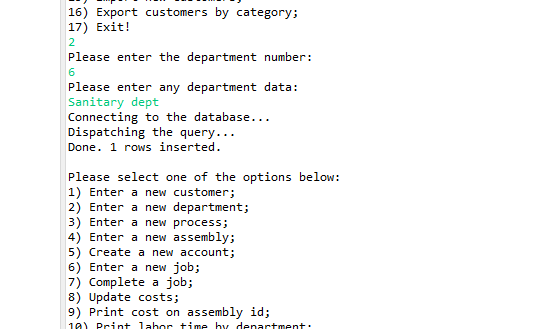 16) Export customers by category;
17) Exit!
2
Please enter the department number:
6
Please enter any department data:
Sanitary dept
Connecting to the database...
Dispatching the query...
Done. 1 rows inserted.
Please select one of the options below:
1) Enter a new customer;
2) Enter a new department;
3) Enter a new process;
4) Enter a new assembly;
5) Create a new account;
6) Enter a new job;
7) Complete a job;
8) Update costs;
9) Print cost on assembly id;
10) Print labor time by department;